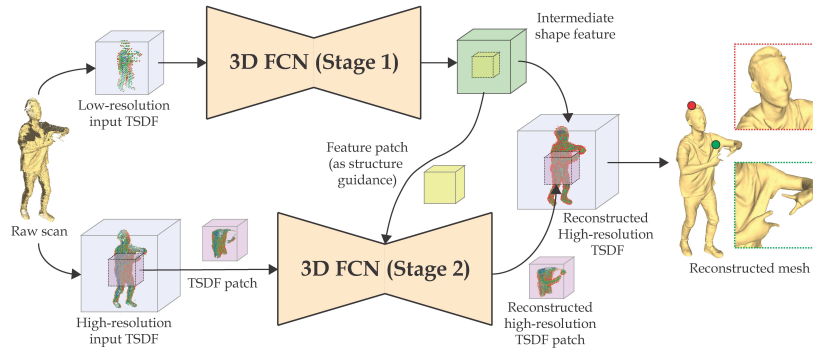 Raw scan
Low-resolution
input TSDF
3D FCN (Stage 1)
Intermediate
shape feature
Feature patch
(as structure
guidance)
High-resolution
input TSDF
TSDF patch
3D FCN (Stage 2)
Reconstructed
high-resolution
TSDF patch
Reconstructed
High-resolution
TSDF
Reconstructed mesh